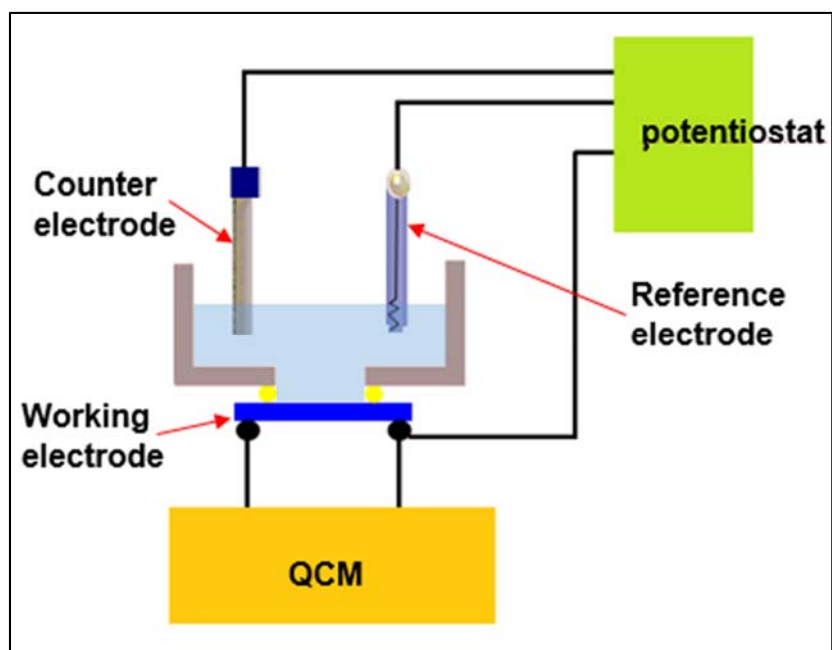 potentiostat
Counter
electrode
Reference
electrode
Working
electrode
QCM